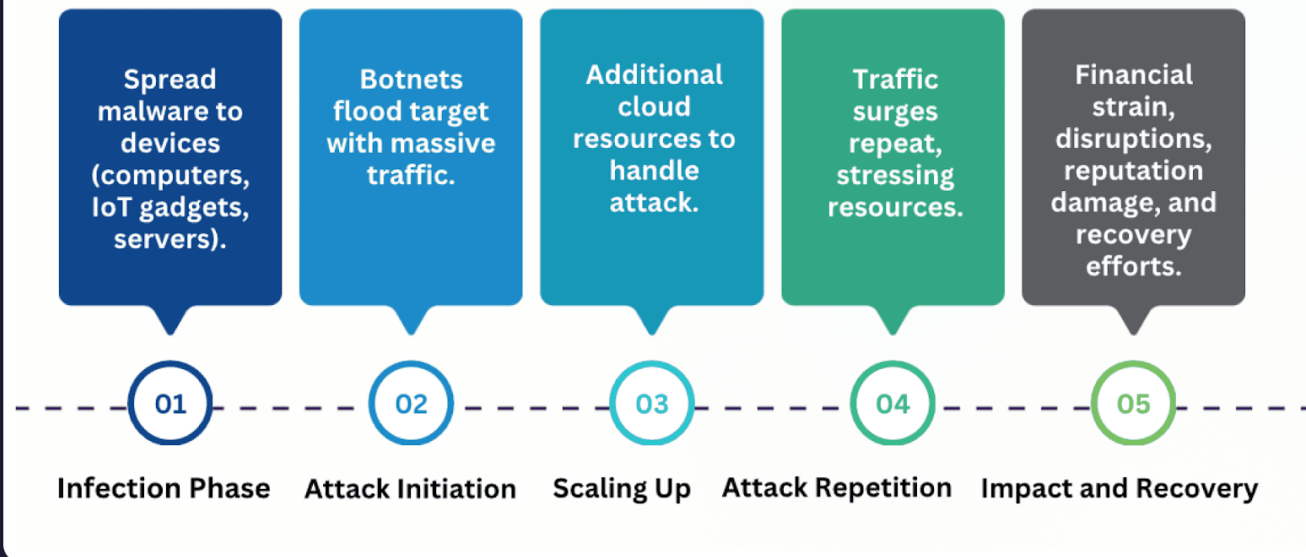 Spread
malware to
devices
(computers,
IoT gadgets,
servers).
Botnets
flood target
with massive
traffic.
Additional
cloud
resources to
handle
attack.
Traffic
surges
repeat,
stressing
resources.
Financial
strain,
disruptions,
reputation
damage, and
recovery
efforts.
01
02
03
04
05
Infection Phase
Attack Initiation
Scaling Up
Attack Repetition
Impact and Recovery